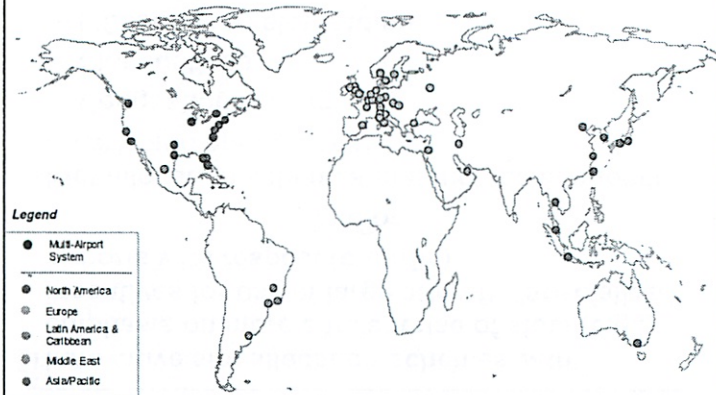 Legend
Multi-Airport
System
North America
Europe
Latin America &
Caribbean
Middle East
Asia/Pacific